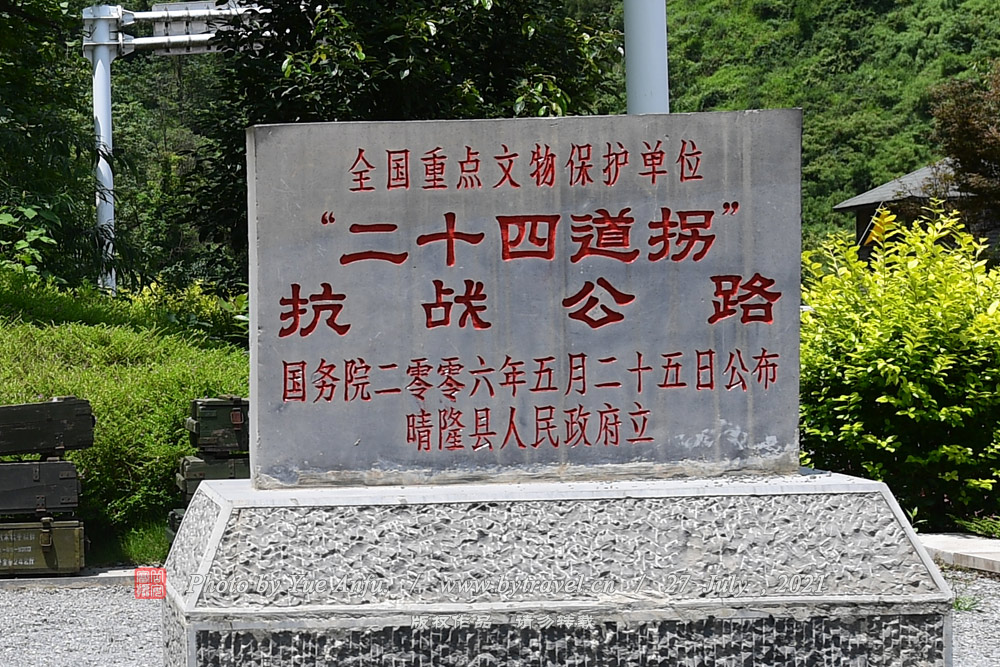 全国重点文物保护单位
“二十四道拐”
抗战公路
国务院二零零六年五月二十五日公布
晴隆县人民政府立
Photo by Yue Anjun / www.bytravel.cn / 27 July, 2021
版权作品 请勿转载